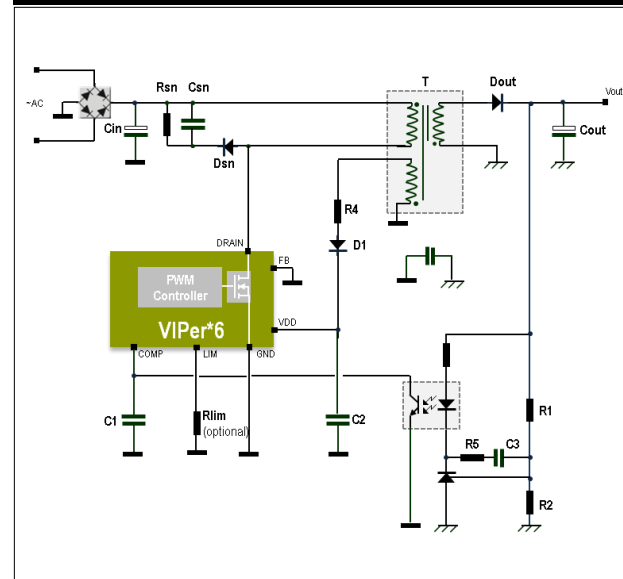 T
Dout
Rsn
Csn
Vout
~AC
Cin
Cout
Dsn
R4
DRAIN
D1
FB
PWM
Controller
VIPer*6
VDD
COMP
LIM
GND
C1
Rlim
(optional)
C2
R1
R5
C3
R2